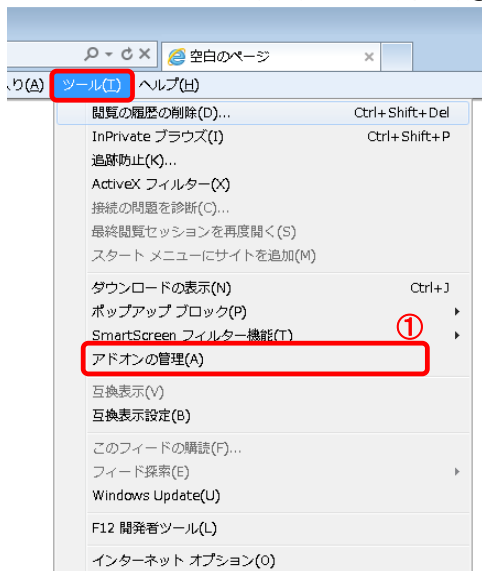 空白のページ
り(A) ツール(T) ヘルプ(H)
閲覧の履歴の削除(D)... Ctrl+Shift+Del
InPrivate ブラウズ(I) Ctrl+Shift+P
追跡防止(K)...
ActiveX フィルター(X)
接続の問題を診断(C)...
最終閲覧セッションを再度開く(S)
スタート メニューにサイトを追加(M)
ダウンロードの表示(N) Ctrl+J
ポップアップ ブロック(P)
SmartScreen フィルター機能(T)
①
アドオンの管理(A)
互換表示(V)
互換表示設定(B)
このフィードの購読(F)...
フィード探索(E)
Windows Update(U)
F12 開発者ツール(L)
インターネット オプション(O)